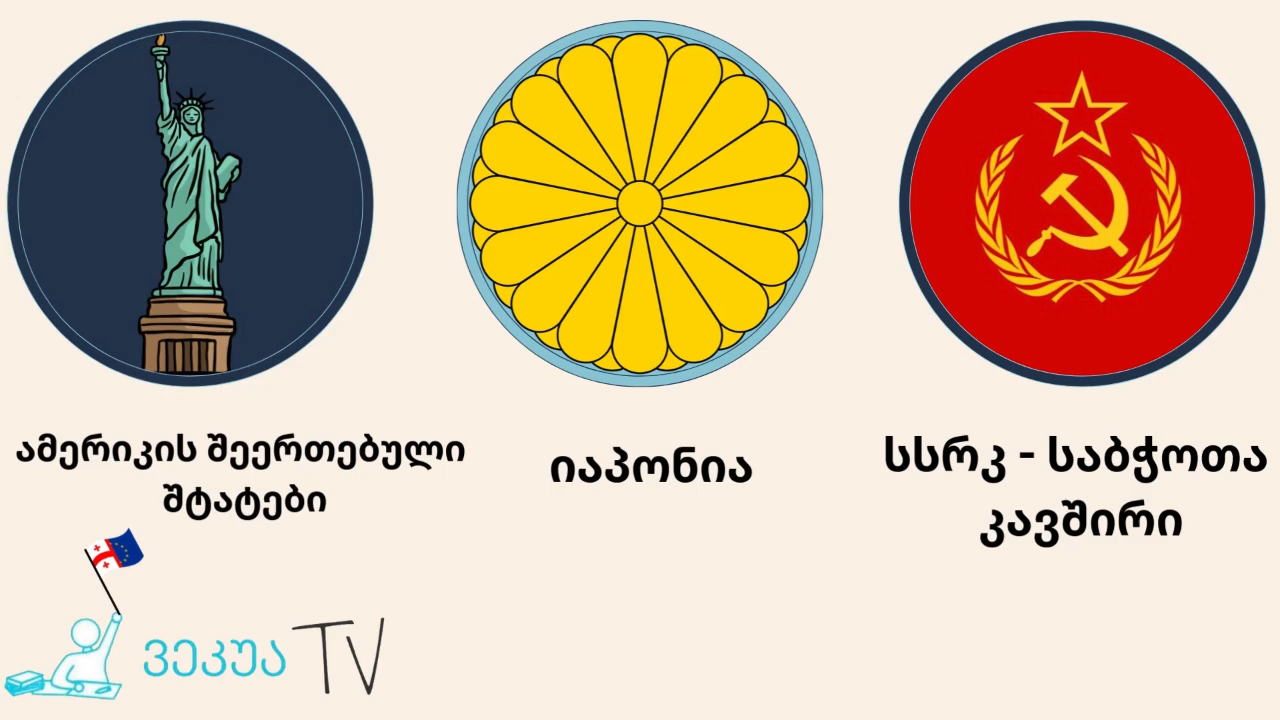 ამერიკის შეერთებული
შტატები
იაპონია
სსრკ - საბჭოთა
კავშირი
ვეკუა TV